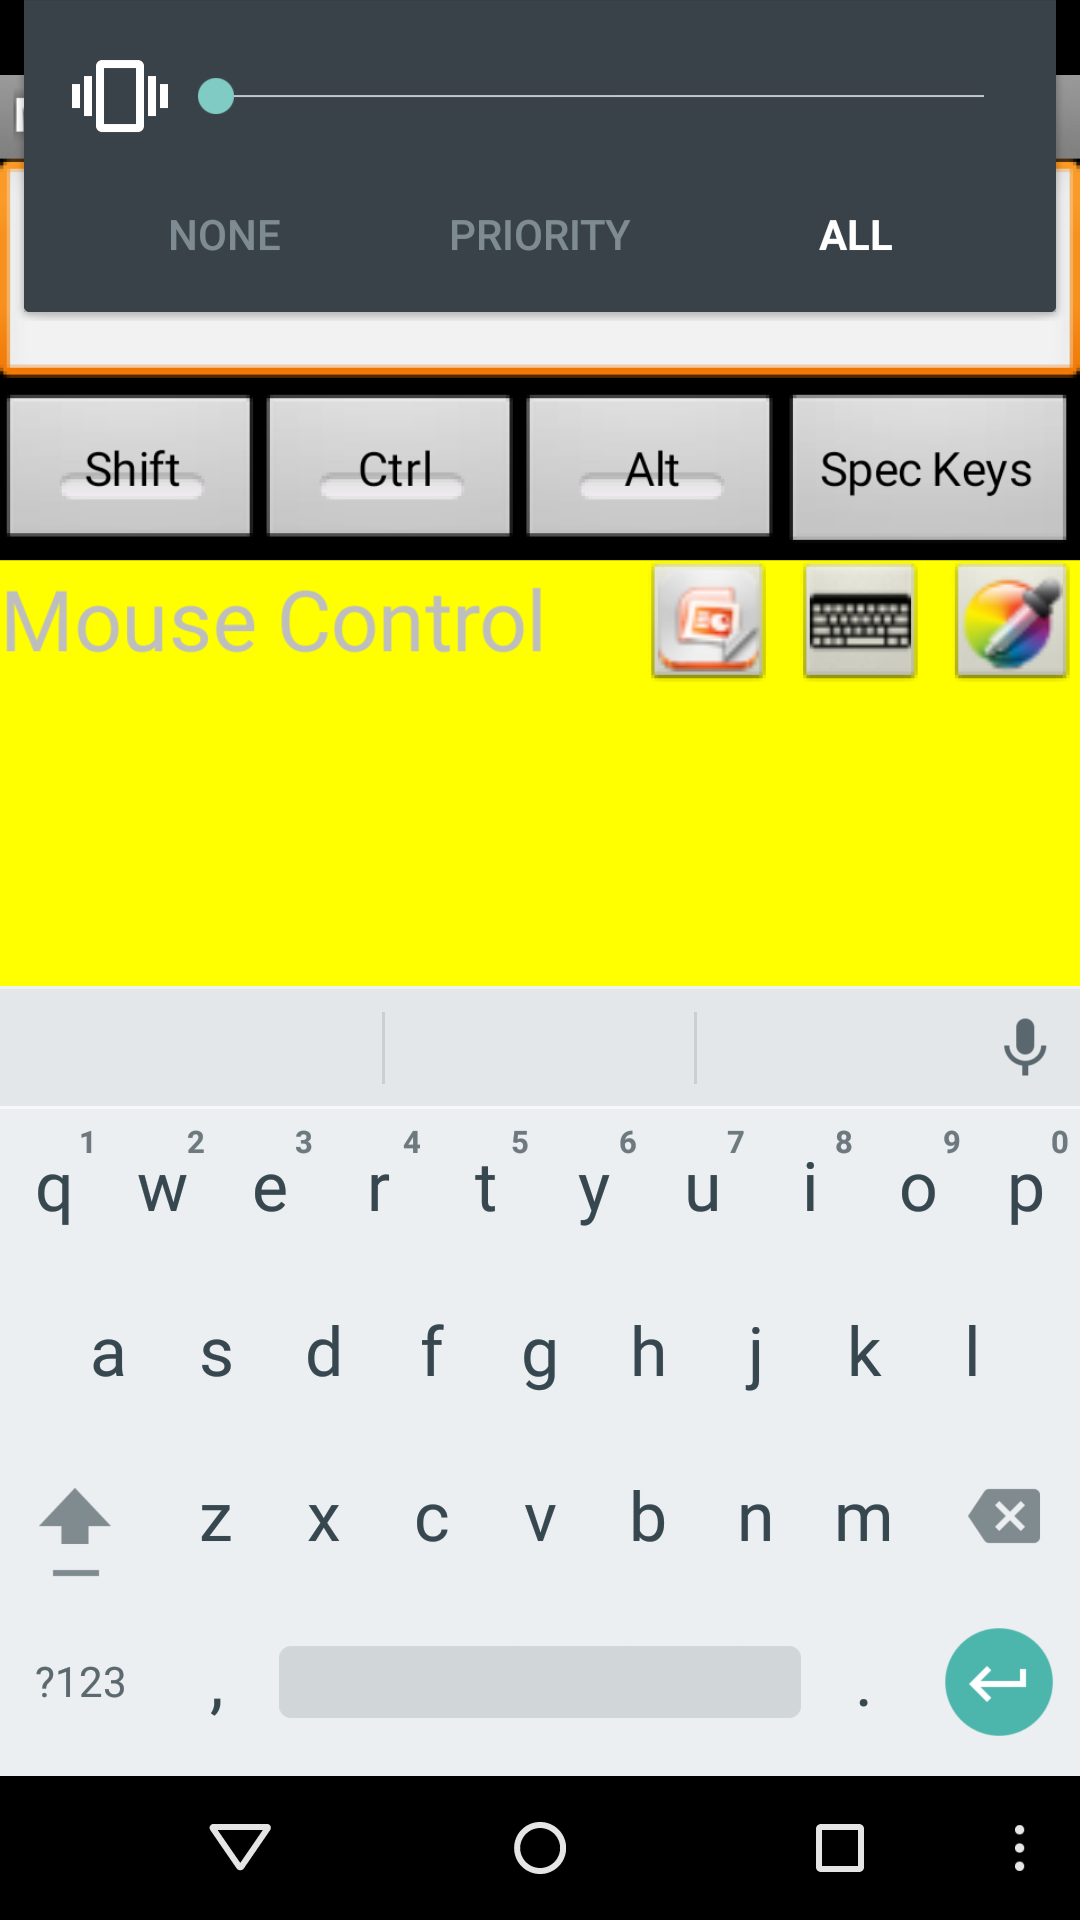 NONE PRIORITY ALL
Shift Ctrl Alt Spec Keys
Mouse Control
1 2 3 4 5 6 7 8 9 0
q w e r t y u i o p
a s d f g h j k l
z x c v b n m
?123 , .